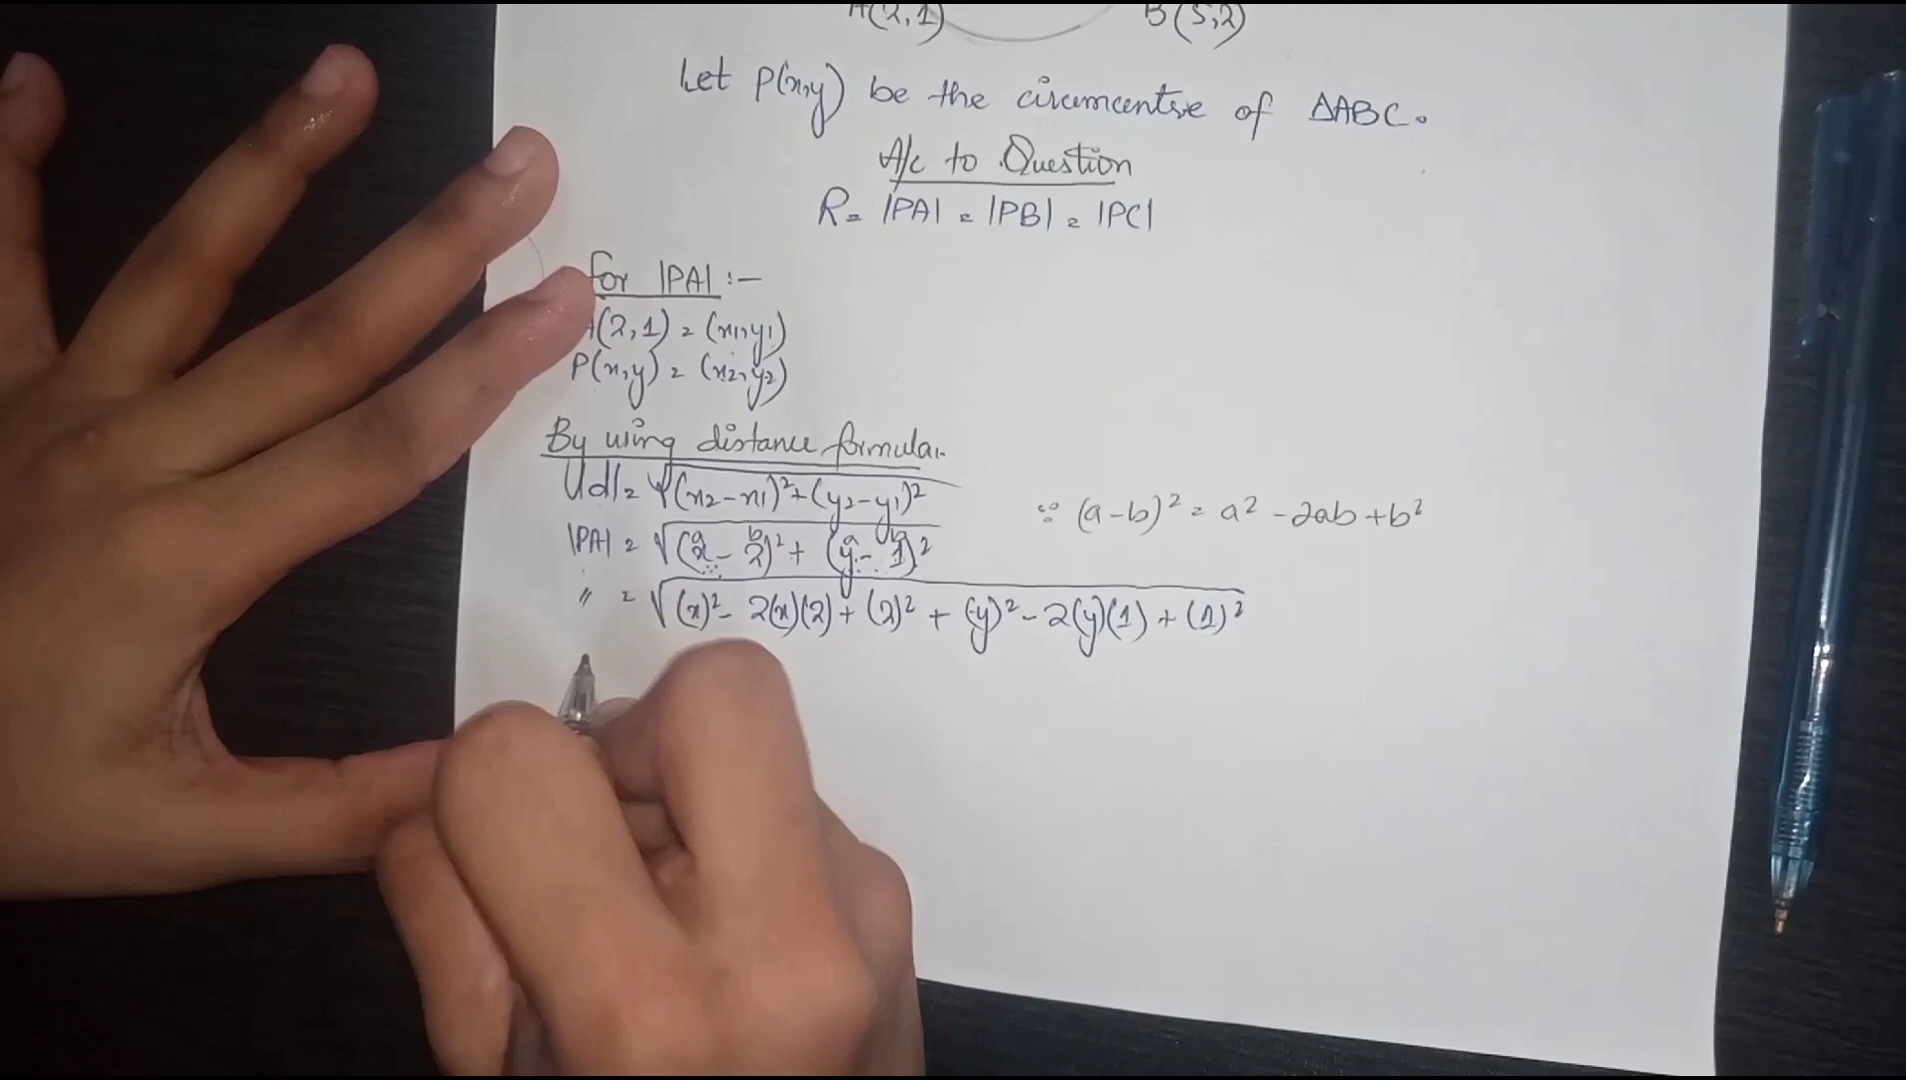 A(2,1) B(5,2)
Let P(x,y) be the circumcentre of ΔABC.
A/c to Question
R = |PA| = |PB| = |PC|
for |PA| :-
A(2,1) = (x1,y1)
P(x,y) = (x2,y2)
By using distance formula.
|d| = √(x2-x1)²+(y2-y1)²
|PA| = √(x-2)²+(y-1)² ∵ (a-b)² = a² -2ab +b²
a b a b
" = √(x)²- 2(x)(2)+(2)² + (y)²-2(y)(1)+(1)²